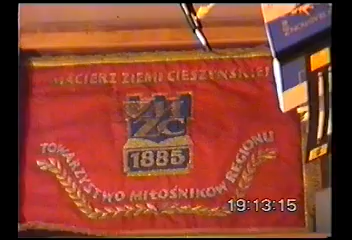 MACIERZ ZIEMI CIESZYŃSKIEJ
MZC
1885
TOWARZYSTWO MIŁOŚNIKÓW REGIONU
19:13:15